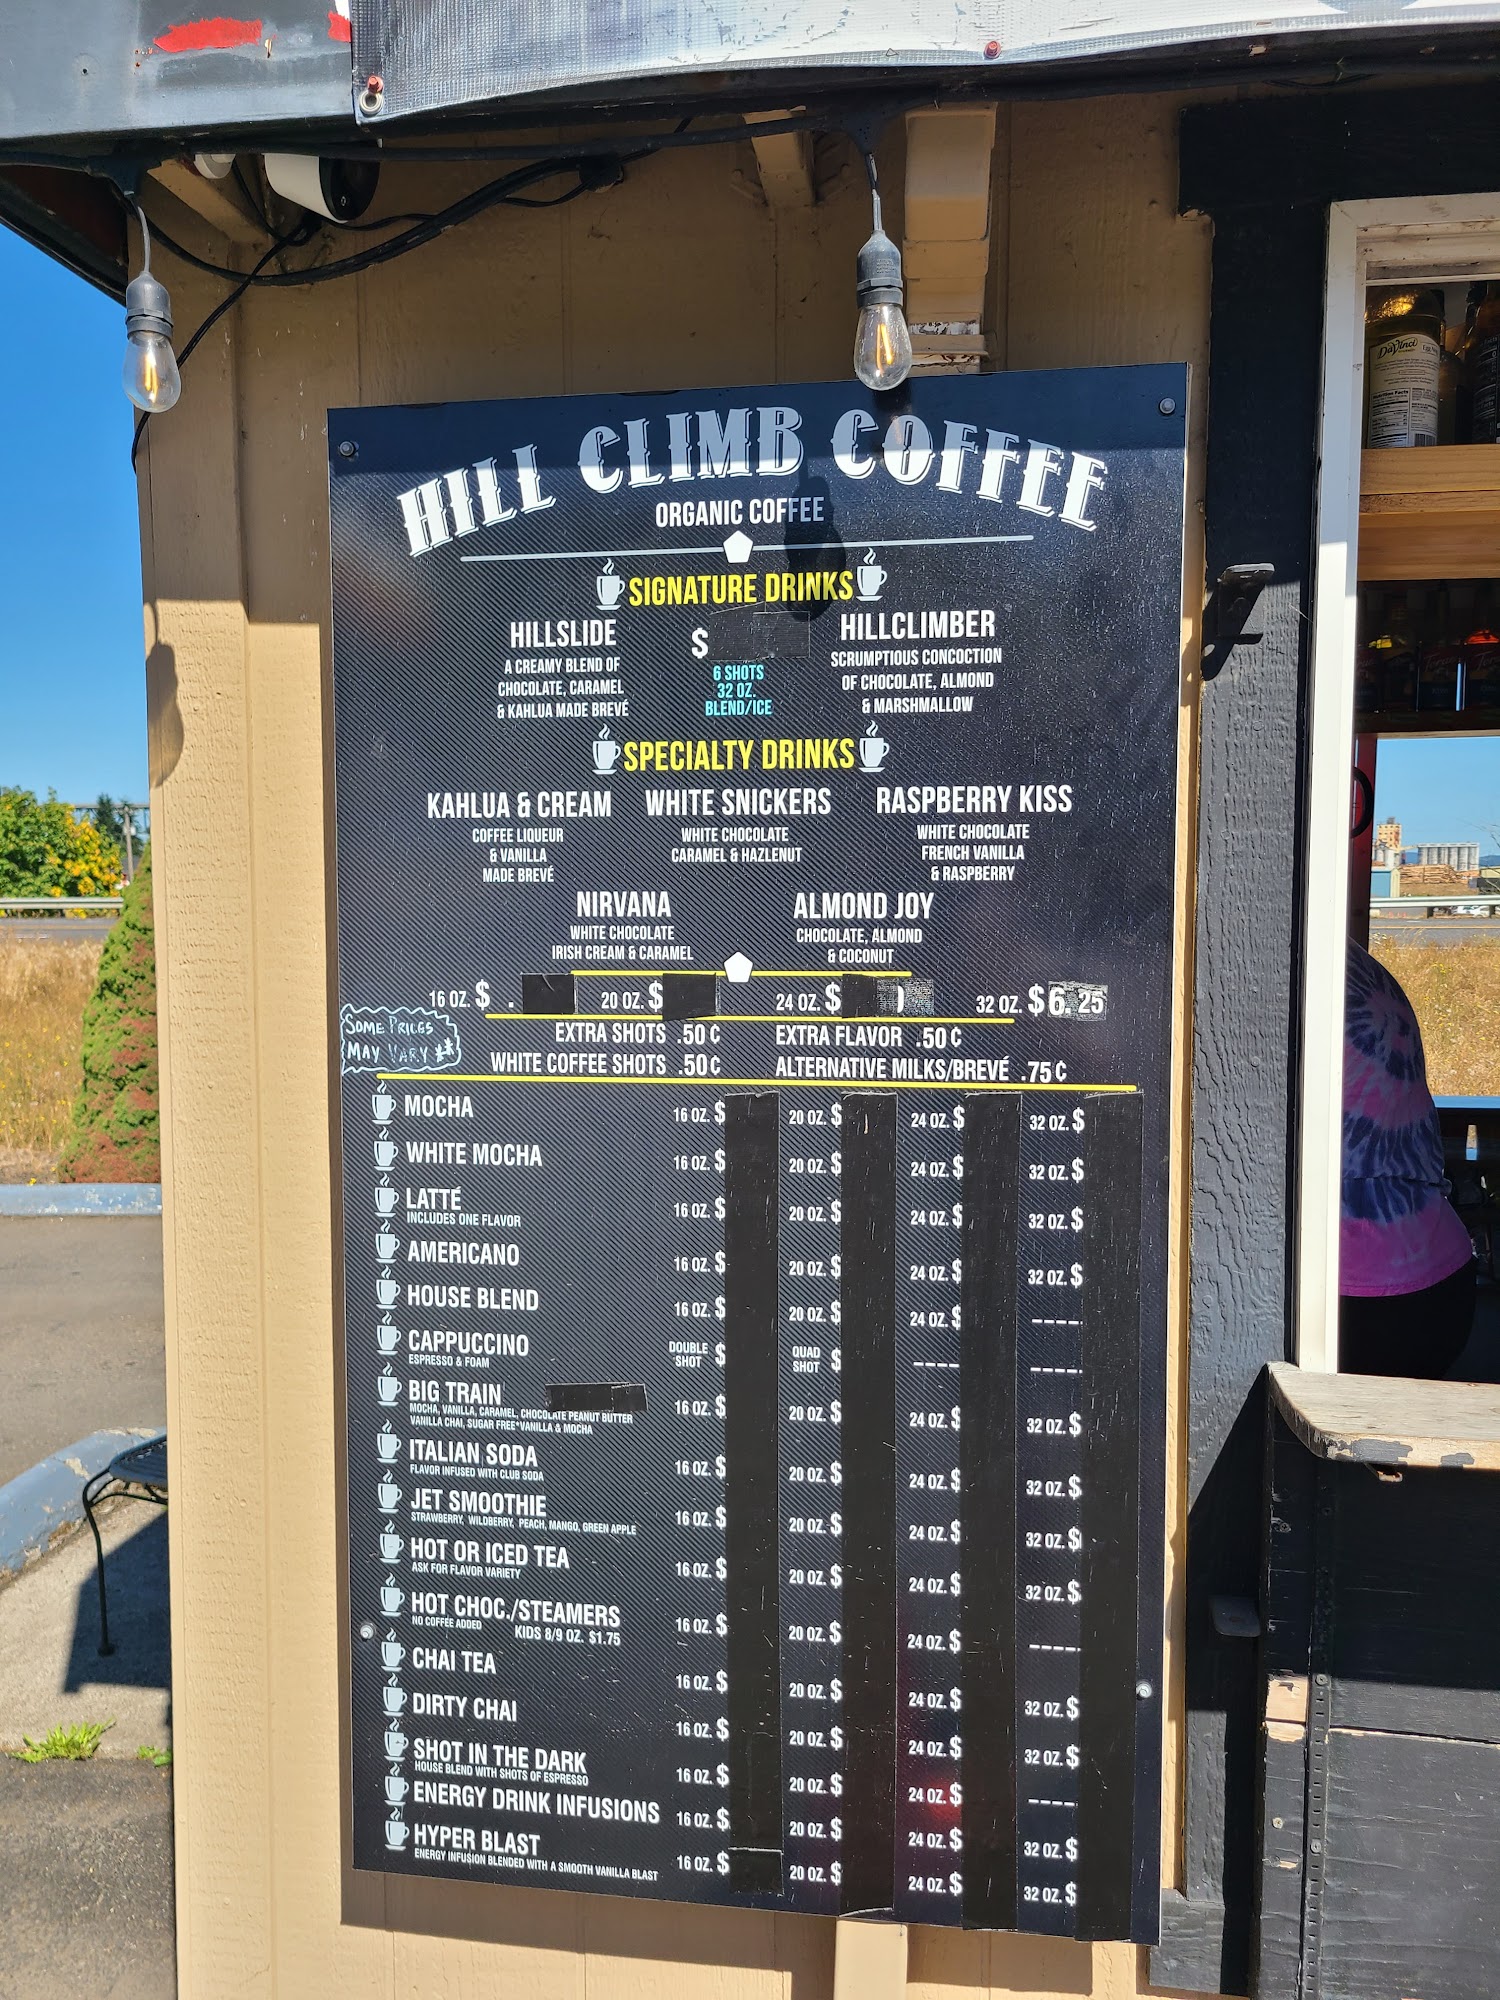 HILL CLIMB COFFEE
ORGANIC COFFEE
SIGNATURE DRINKS
HILLSLIDE
A CREAMY BLEND OF
CHOCOLATE, CARAMEL
& KAHLUA MADE BREVÉ
$
6 SHOTS
32 OZ.
BLEND/ICE
HILLCLIMBER
SCRUMPTIOUS CONCOCTION
OF CHOCOLATE, ALMOND
& MARSHMALLOW
SPECIALTY DRINKS
KAHLUA & CREAM
COFFEE LIQUEUR
& VANILLA
MADE BREVÉ
WHITE SNICKERS
WHITE CHOCOLATE
CARAMEL & HAZLENUT
RASPBERRY KISS
WHITE CHOCOLATE
FRENCH VANILLA
& RASPBERRY
NIRVANA
WHITE CHOCOLATE
IRISH CREAM & CARAMEL
ALMOND JOY
CHOCOLATE, ALMOND
& COCONUT
16 OZ. $ . 20 OZ. $ 24 OZ. $ 32 OZ. $6.25
SOME PRICES
MAY VARY
EXTRA SHOTS .50¢ EXTRA FLAVOR .50¢
WHITE COFFEE SHOTS .50¢ ALTERNATIVE MILKS/BREVÉ .75¢
MOCHA 16 OZ. $ 20 OZ. $ 24 OZ. $ 32 OZ. $
WHITE MOCHA 16 OZ. $ 20 OZ. $ 24 OZ. $ 32 OZ. $
LATTÉ 16 OZ. $ 20 OZ. $ 24 OZ. $ 32 OZ. $
INCLUDES ONE FLAVOR
AMERICANO 16 OZ. $ 20 OZ. $ 24 OZ. $ 32 OZ. $
HOUSE BLEND 16 OZ. $ 20 OZ. $ 24 OZ. $ ----
CAPPUCCINO DOUBLE SHOT $ QUAD SHOT $ ---- ----
ESPRESSO & FOAM
BIG TRAIN 16 OZ. $ 20 OZ. $ 24 OZ. $ 32 OZ. $
MOCHA, VANILLA, CARAMEL, CHOCOLATE PEANUT BUTTER
VANILLA CHAI, SUGAR FREE*VANILLA & MOCHA
ITALIAN SODA 16 OZ. $ 20 OZ. $ 24 OZ. $ 32 OZ. $
FLAVOR INFUSED WITH CLUB SODA
JET SMOOTHIE 16 OZ. $ 20 OZ. $ 24 OZ. $ 32 OZ. $
STRAWBERRY, WILDBERRY, PEACH, MANGO, GREEN APPLE
HOT OR ICED TEA 16 OZ. $ 20 OZ. $ 24 OZ. $ 32 OZ. $
ASK FOR FLAVOR VARIETY
HOT CHOC./STEAMERS 16 OZ. $ 20 OZ. $ 24 OZ. $ ----
NO COFFEE ADDED KIDS 8/9 OZ. $1.75
CHAI TEA 16 OZ. $ 20 OZ. $ 24 OZ. $ 32 OZ. $
DIRTY CHAI 16 OZ. $ 20 OZ. $ 24 OZ. $ 32 OZ. $
SHOT IN THE DARK 16 OZ. $ 20 OZ. $ 24 OZ. $ ----
HOUSE BLEND WITH SHOTS OF ESPRESSO
ENERGY DRINK INFUSIONS 16 OZ. $ 20 OZ. $ 24 OZ. $ 32 OZ. $
HYPER BLAST 16 OZ. $ 20 OZ. $ 24 OZ. $ 32 OZ. $
ENERGY INFUSION BLENDED WITH A SMOOTH VANILLA BLAST
DaVinci